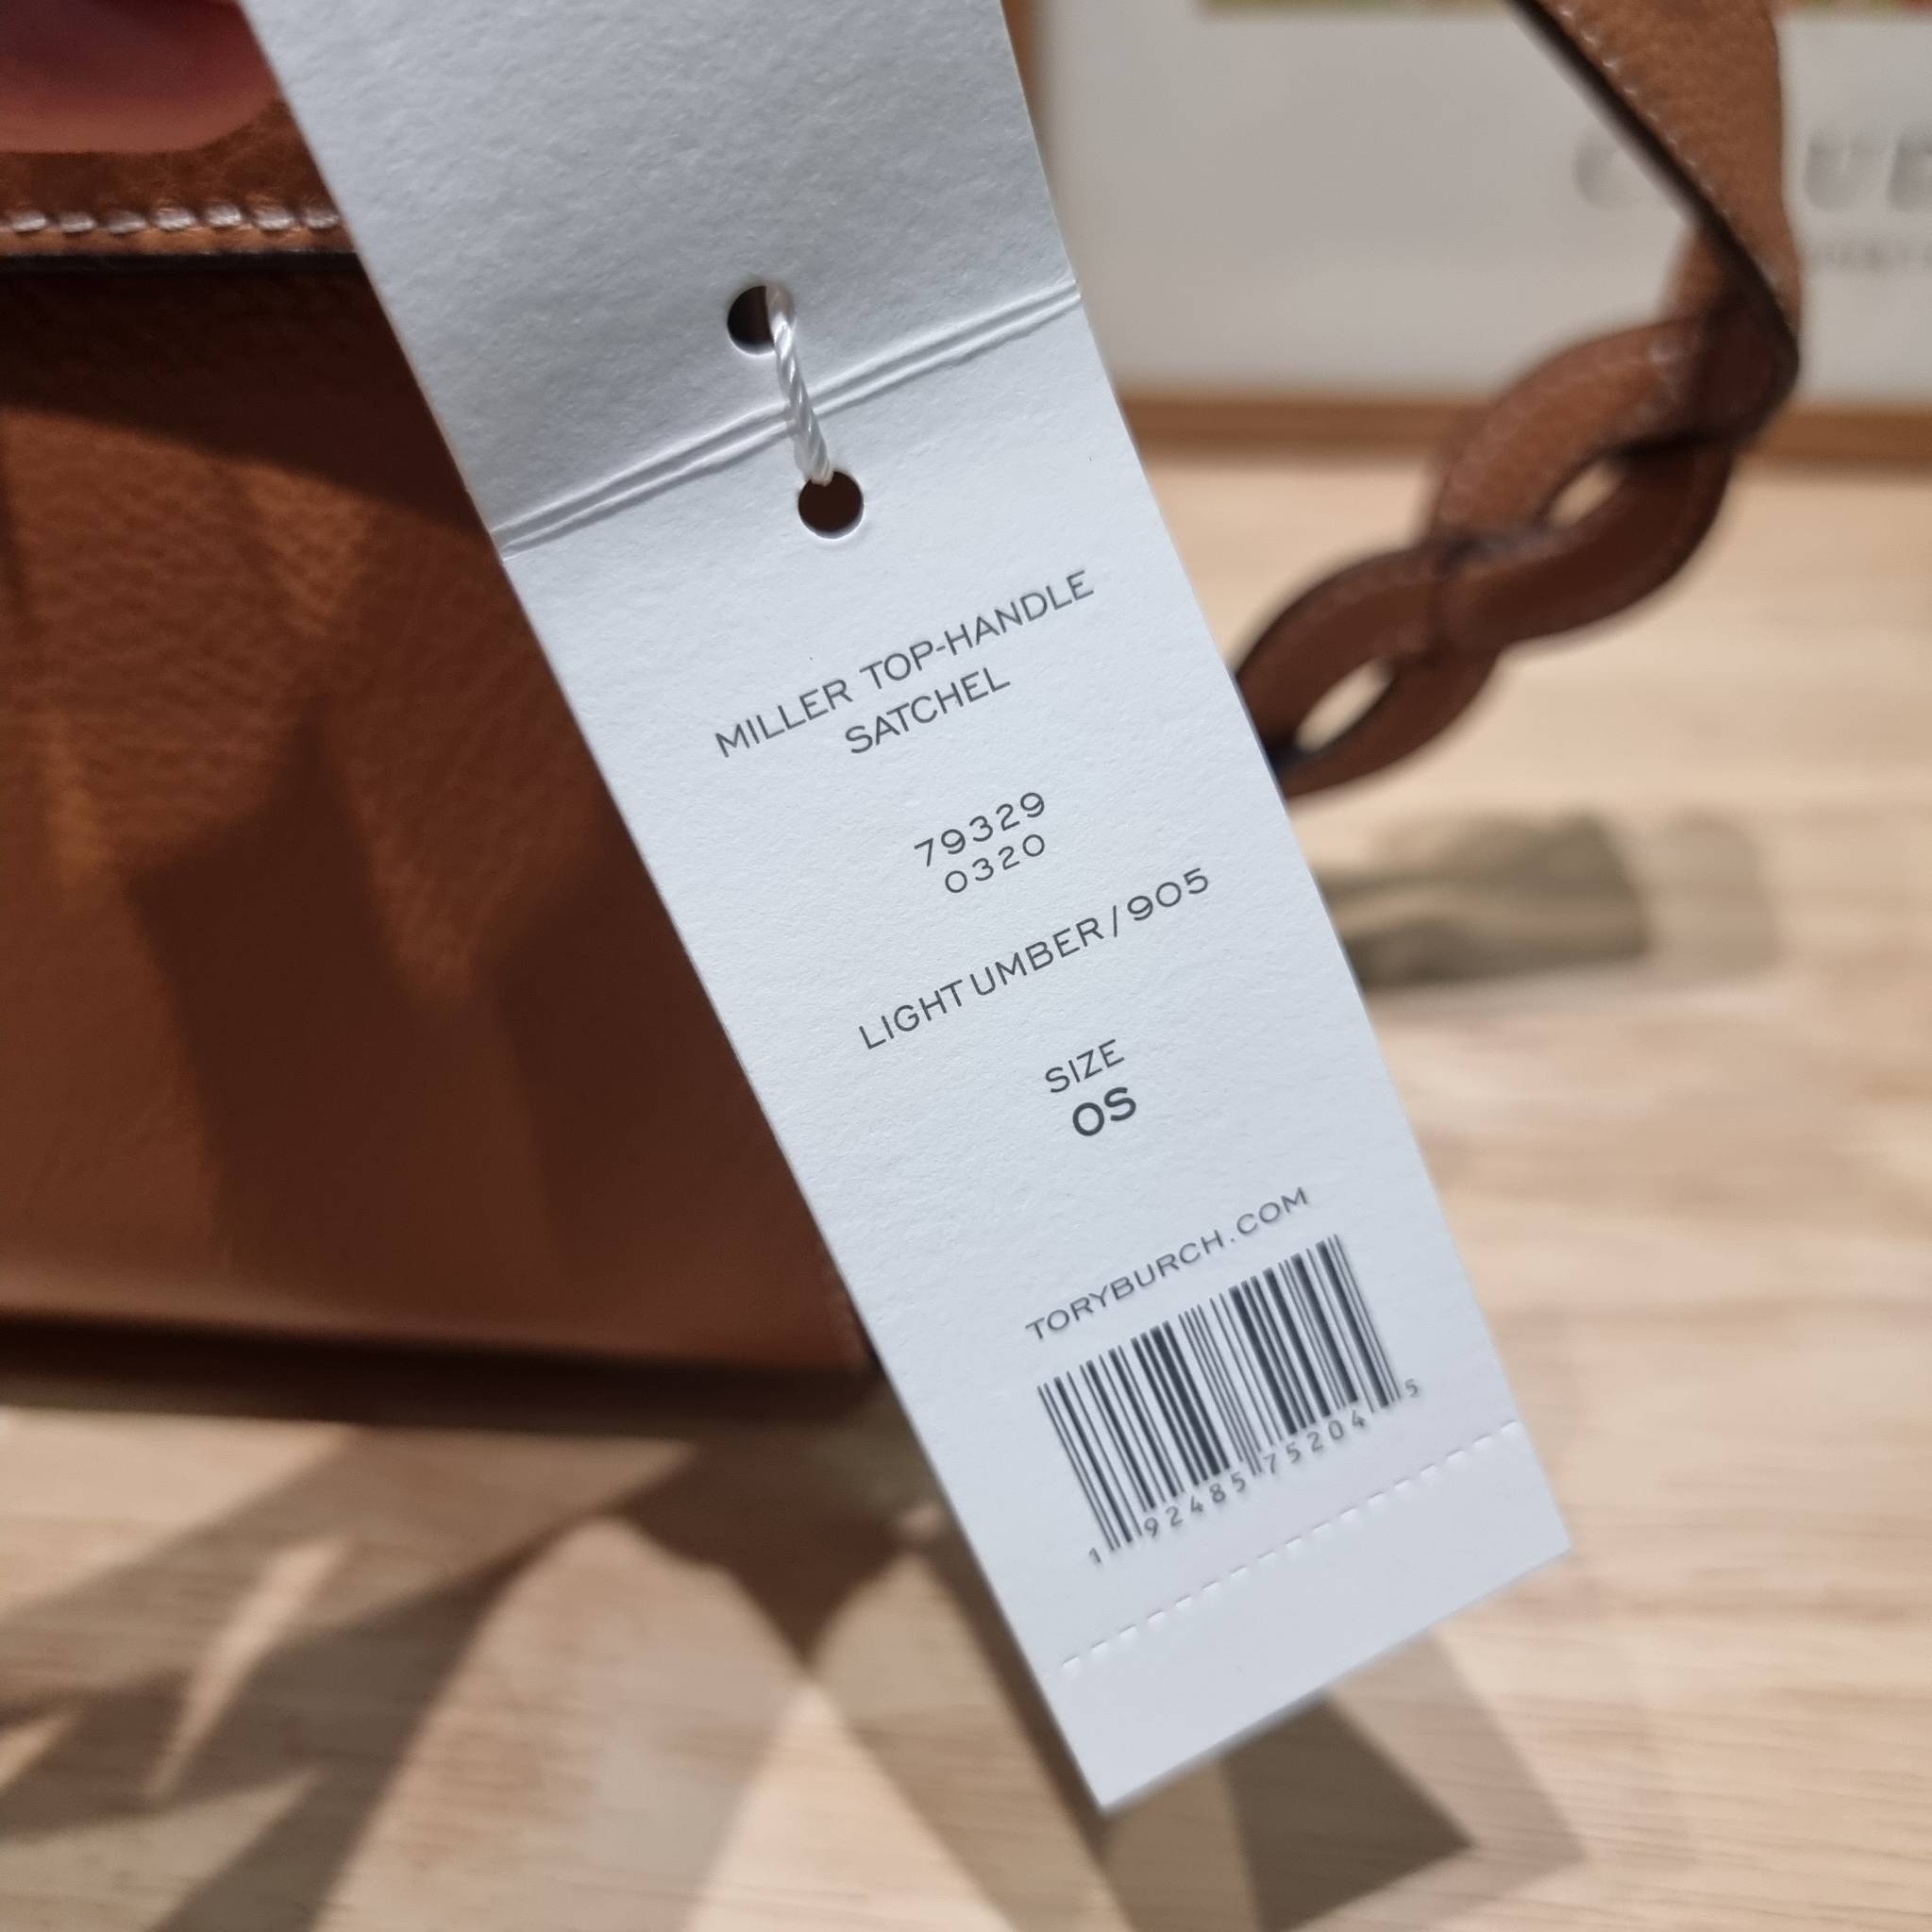 MILLER TOP-HANDLE
SATCHEL
79329
0320
LIGHT UMBER / 905
SIZE
OS
TORYBURCH.COM
1 92485 75204 5